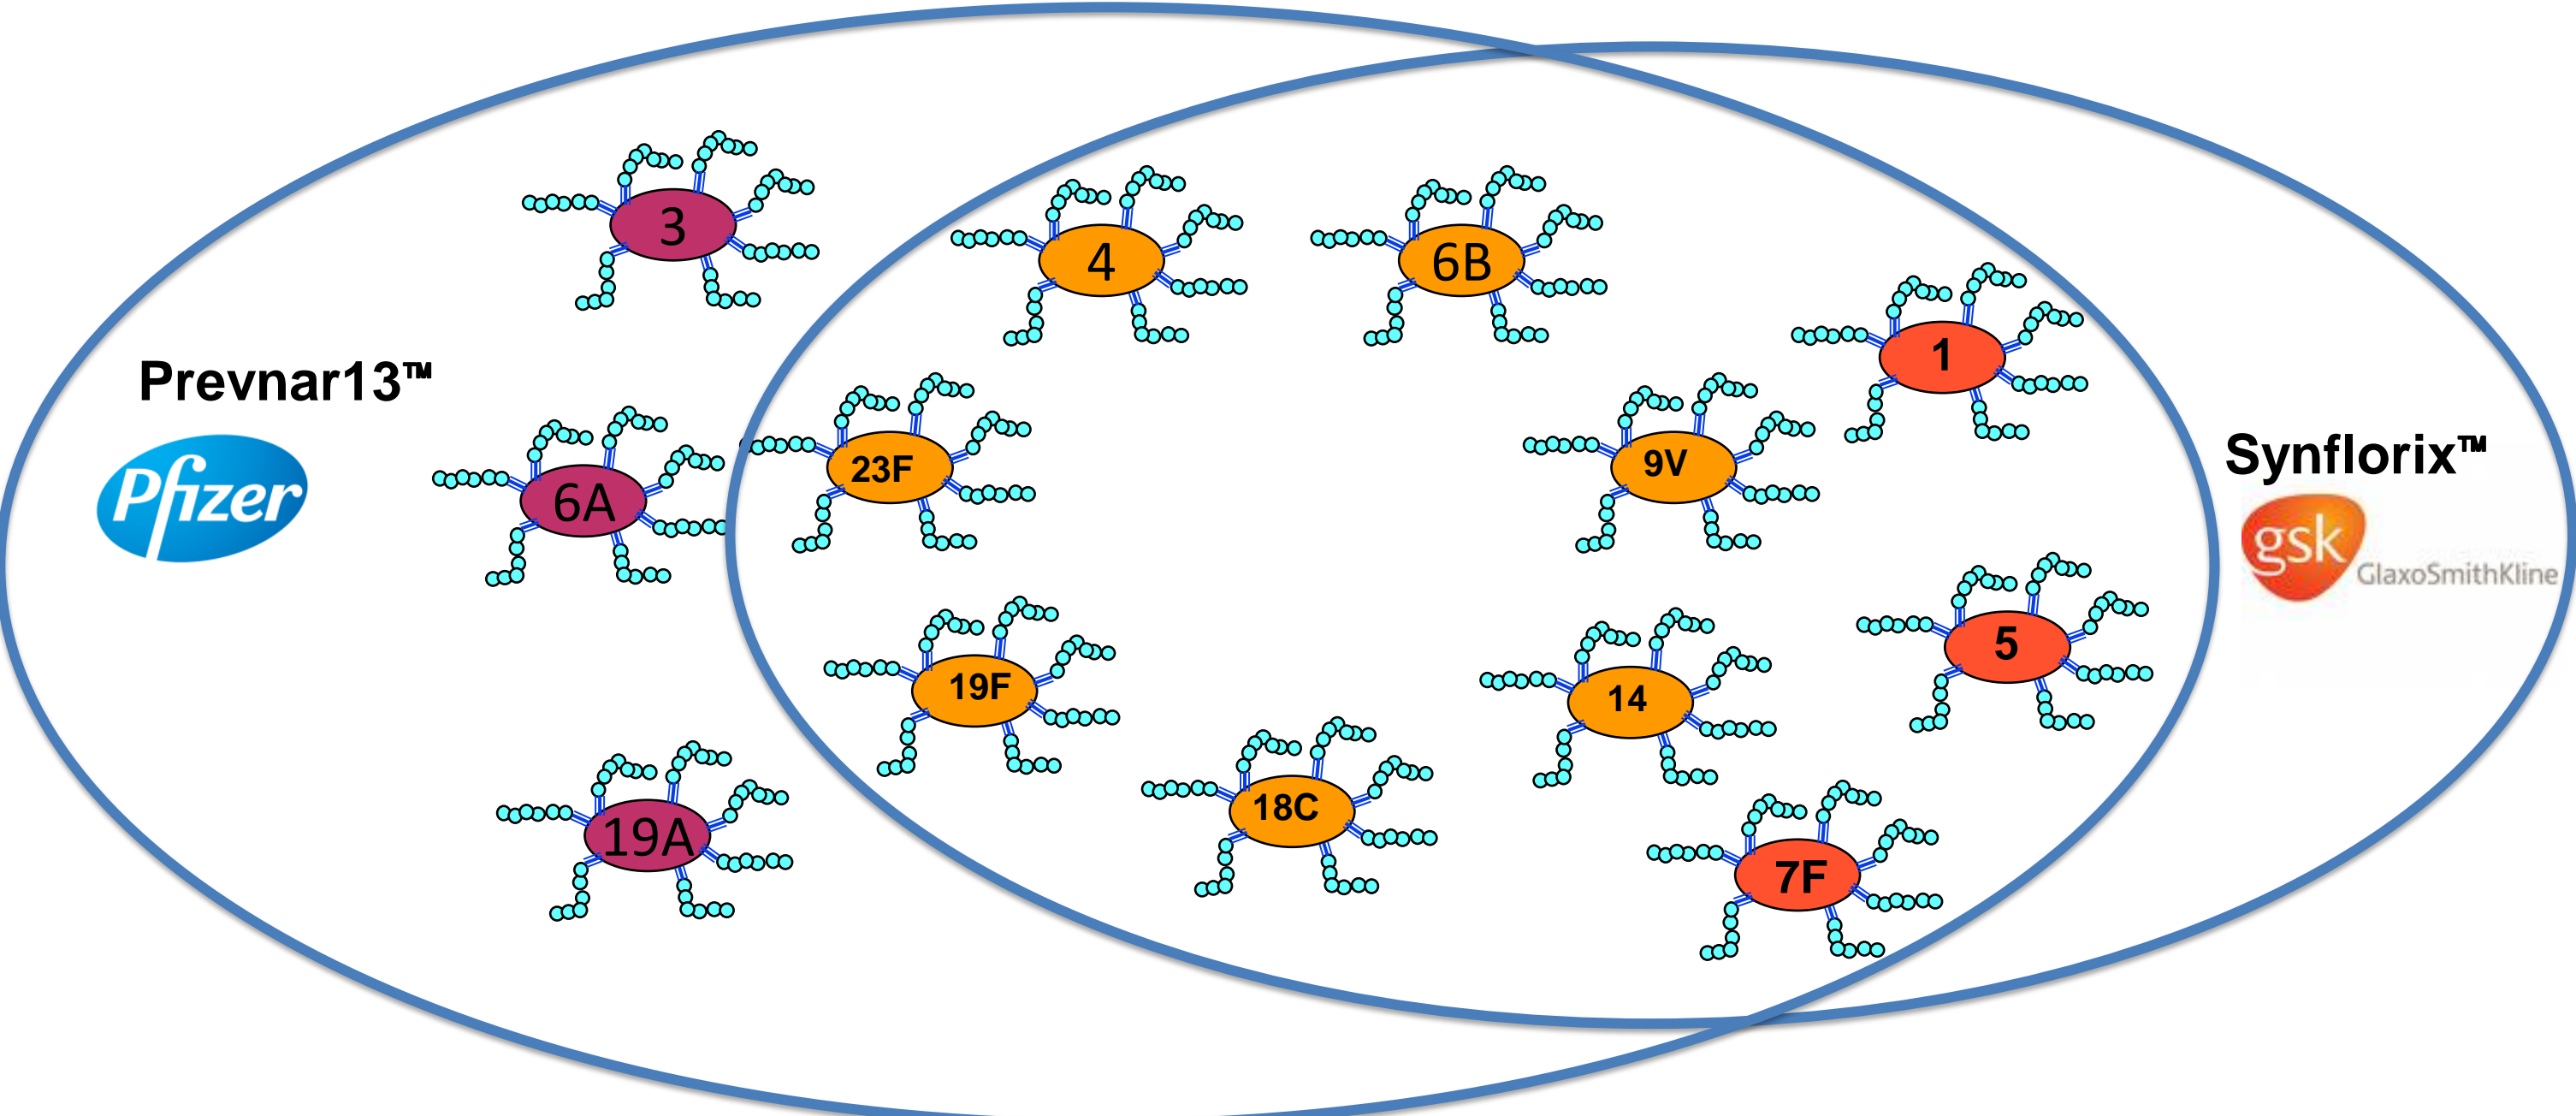 3
4
6B
1
Prevnar13™
Pfizer
6A
23F
9V
Synflorix™
gsk
GlaxoSmithKline
19F
14
5
19A
18C
7F